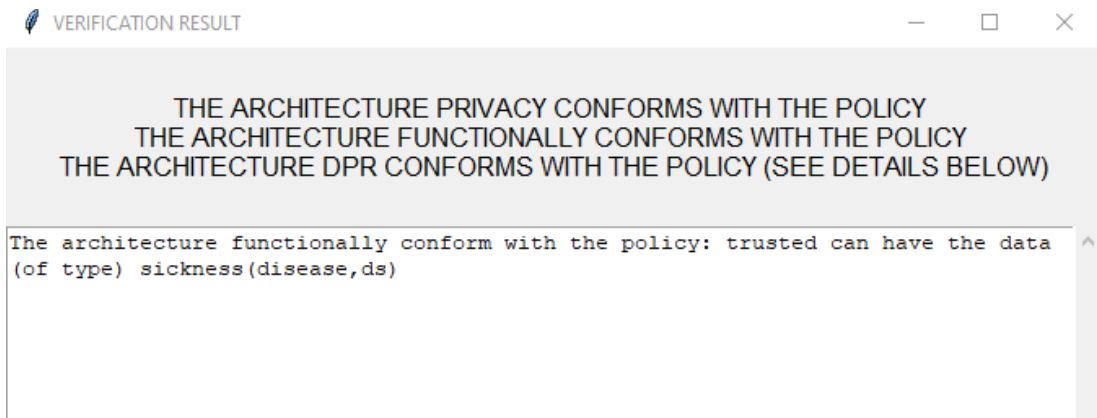 VERIFICATION RESULT
THE ARCHITECTURE PRIVACY CONFORMS WITH THE POLICY
THE ARCHITECTURE FUNCTIONALLY CONFORMS WITH THE POLICY
THE ARCHITECTURE DPR CONFORMS WITH THE POLICY (SEE DETAILS BELOW)
The architecture functionally conform with the policy: trusted can have the data
(of type) sickness(disease,ds)